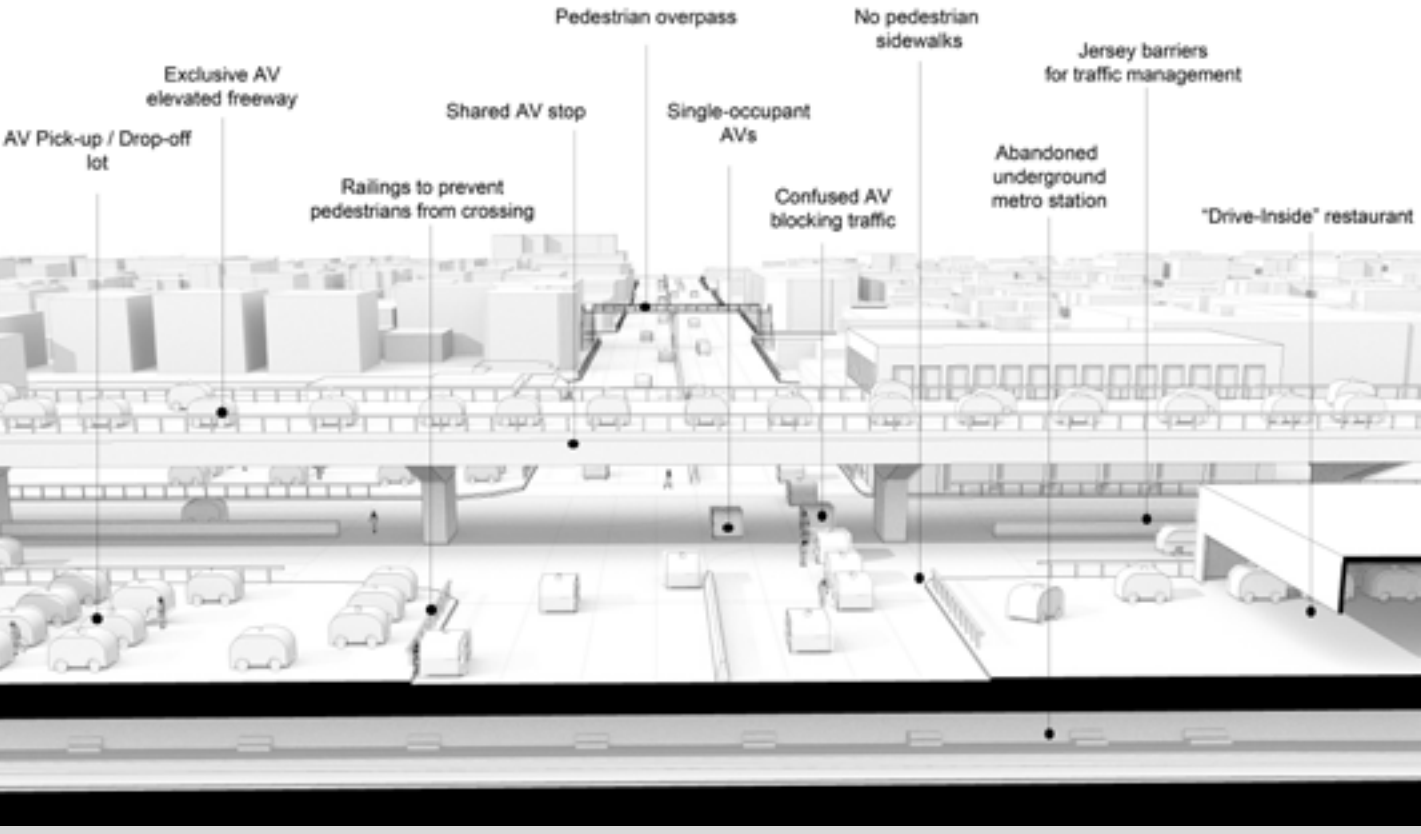 Pedestrian overpass
No pedestrian
sidewalks
Jersey barriers
for traffic management
Exclusive AV
elevated freeway
Shared AV stop
Single-occupant
AVs
AV Pick-up / Drop-off
lot
Abandoned
underground
metro station
Railings to prevent
pedestrians from crossing
Confused AV
blocking traffic
“Drive-Inside” restaurant